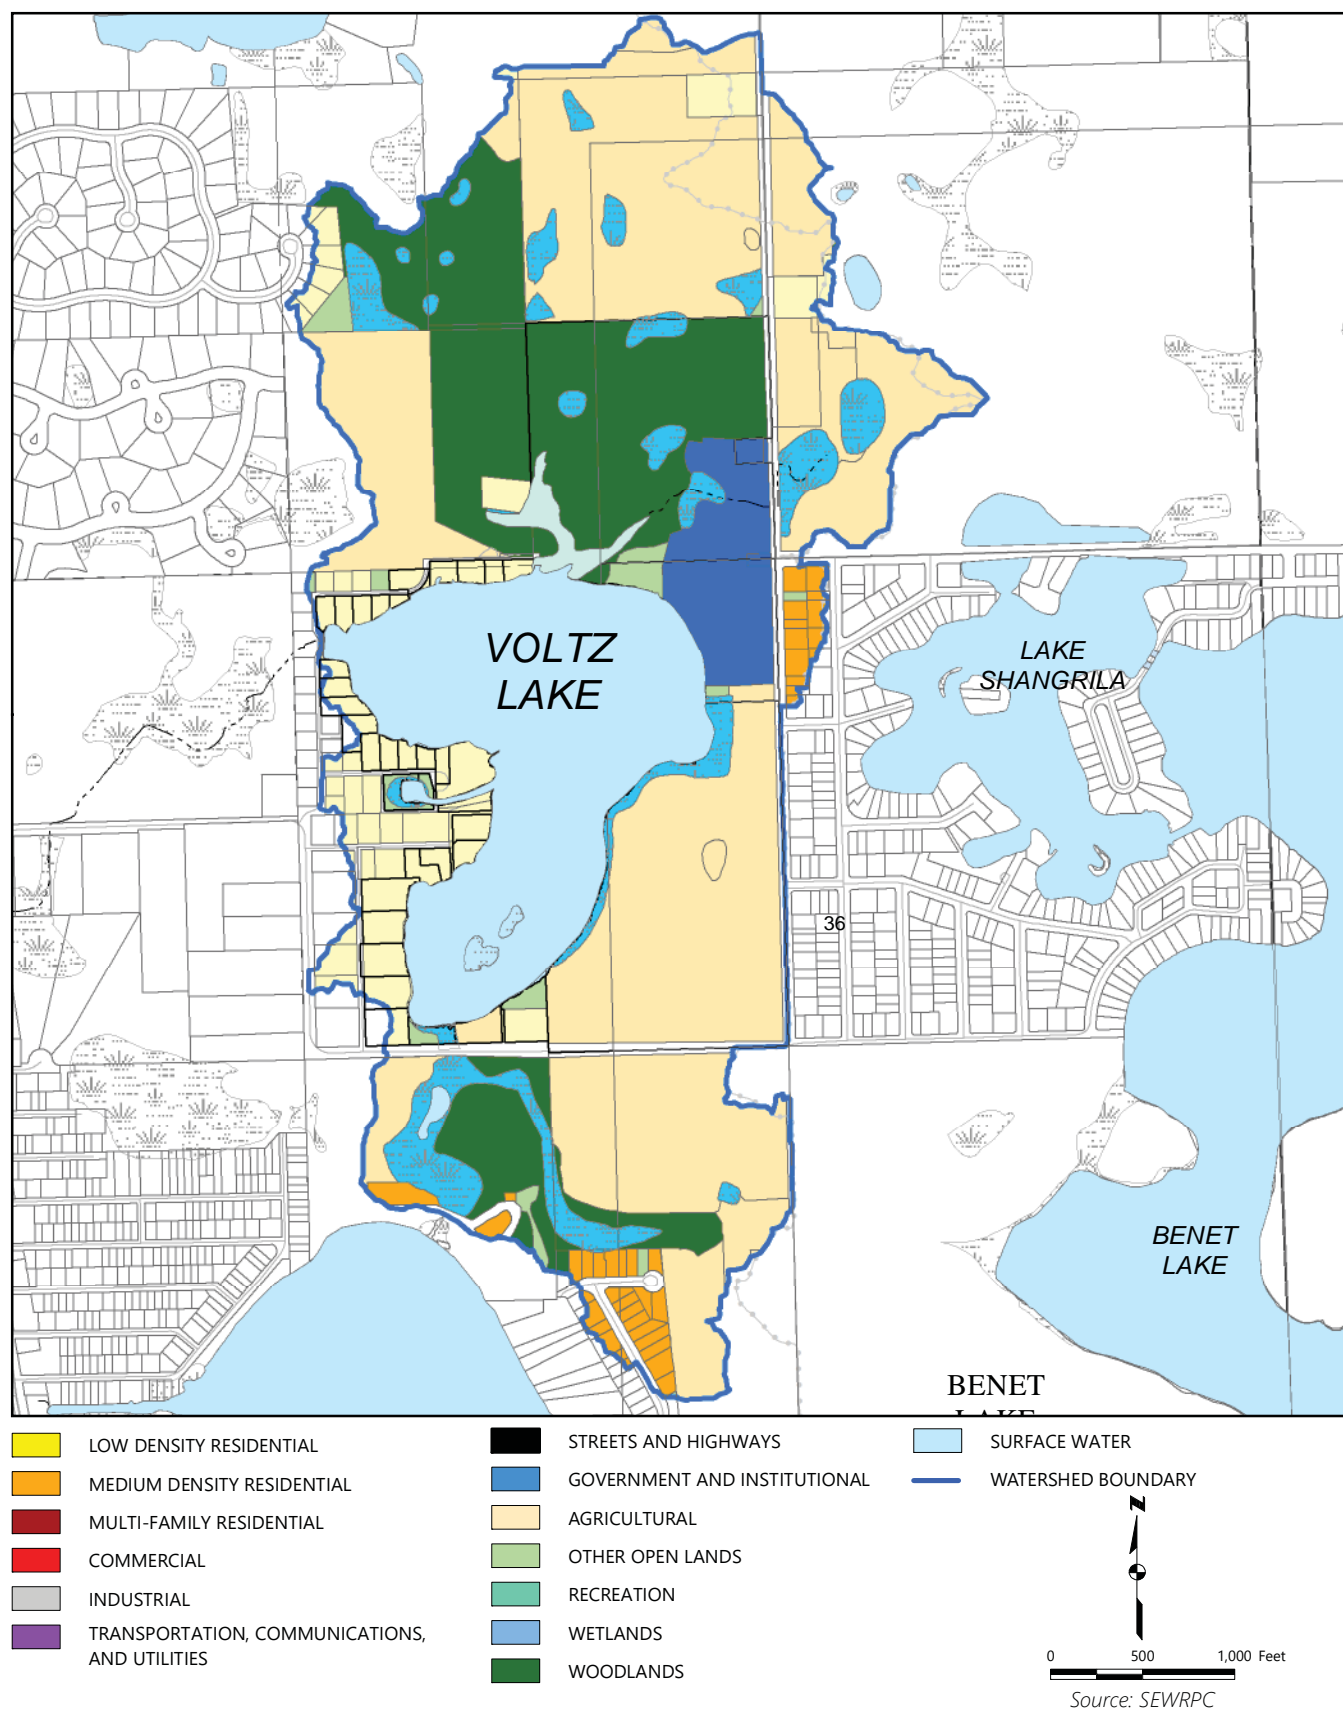 VOLTZ
LAKE
LAKE
SHANGRILA
36
BENET
LAKE
BENET
LAKE
LOW DENSITY RESIDENTIAL
MEDIUM DENSITY RESIDENTIAL
MULTI-FAMILY RESIDENTIAL
COMMERCIAL
INDUSTRIAL
TRANSPORTATION, COMMUNICATIONS,
AND UTILITIES
STREETS AND HIGHWAYS
GOVERNMENT AND INSTITUTIONAL
AGRICULTURAL
OTHER OPEN LANDS
RECREATION
WETLANDS
WOODLANDS
SURFACE WATER
WATERSHED BOUNDARY
N
0 500 1,000 Feet
Source: SEWRPC